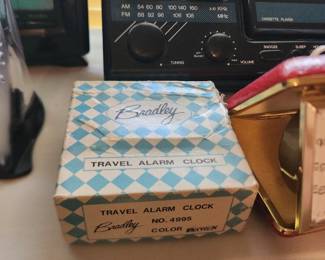 AM 54 60 80 100 140 160 x10 KHz
FM 88 92 96 106 108 MHz
CASSETTE PLAYER
TUNING
VOLUME
SLEEP
Bradley
TRAVEL ALARM CLOCK
TRAVEL ALARM CLOCK
Bradley NO. 4995
COLOR